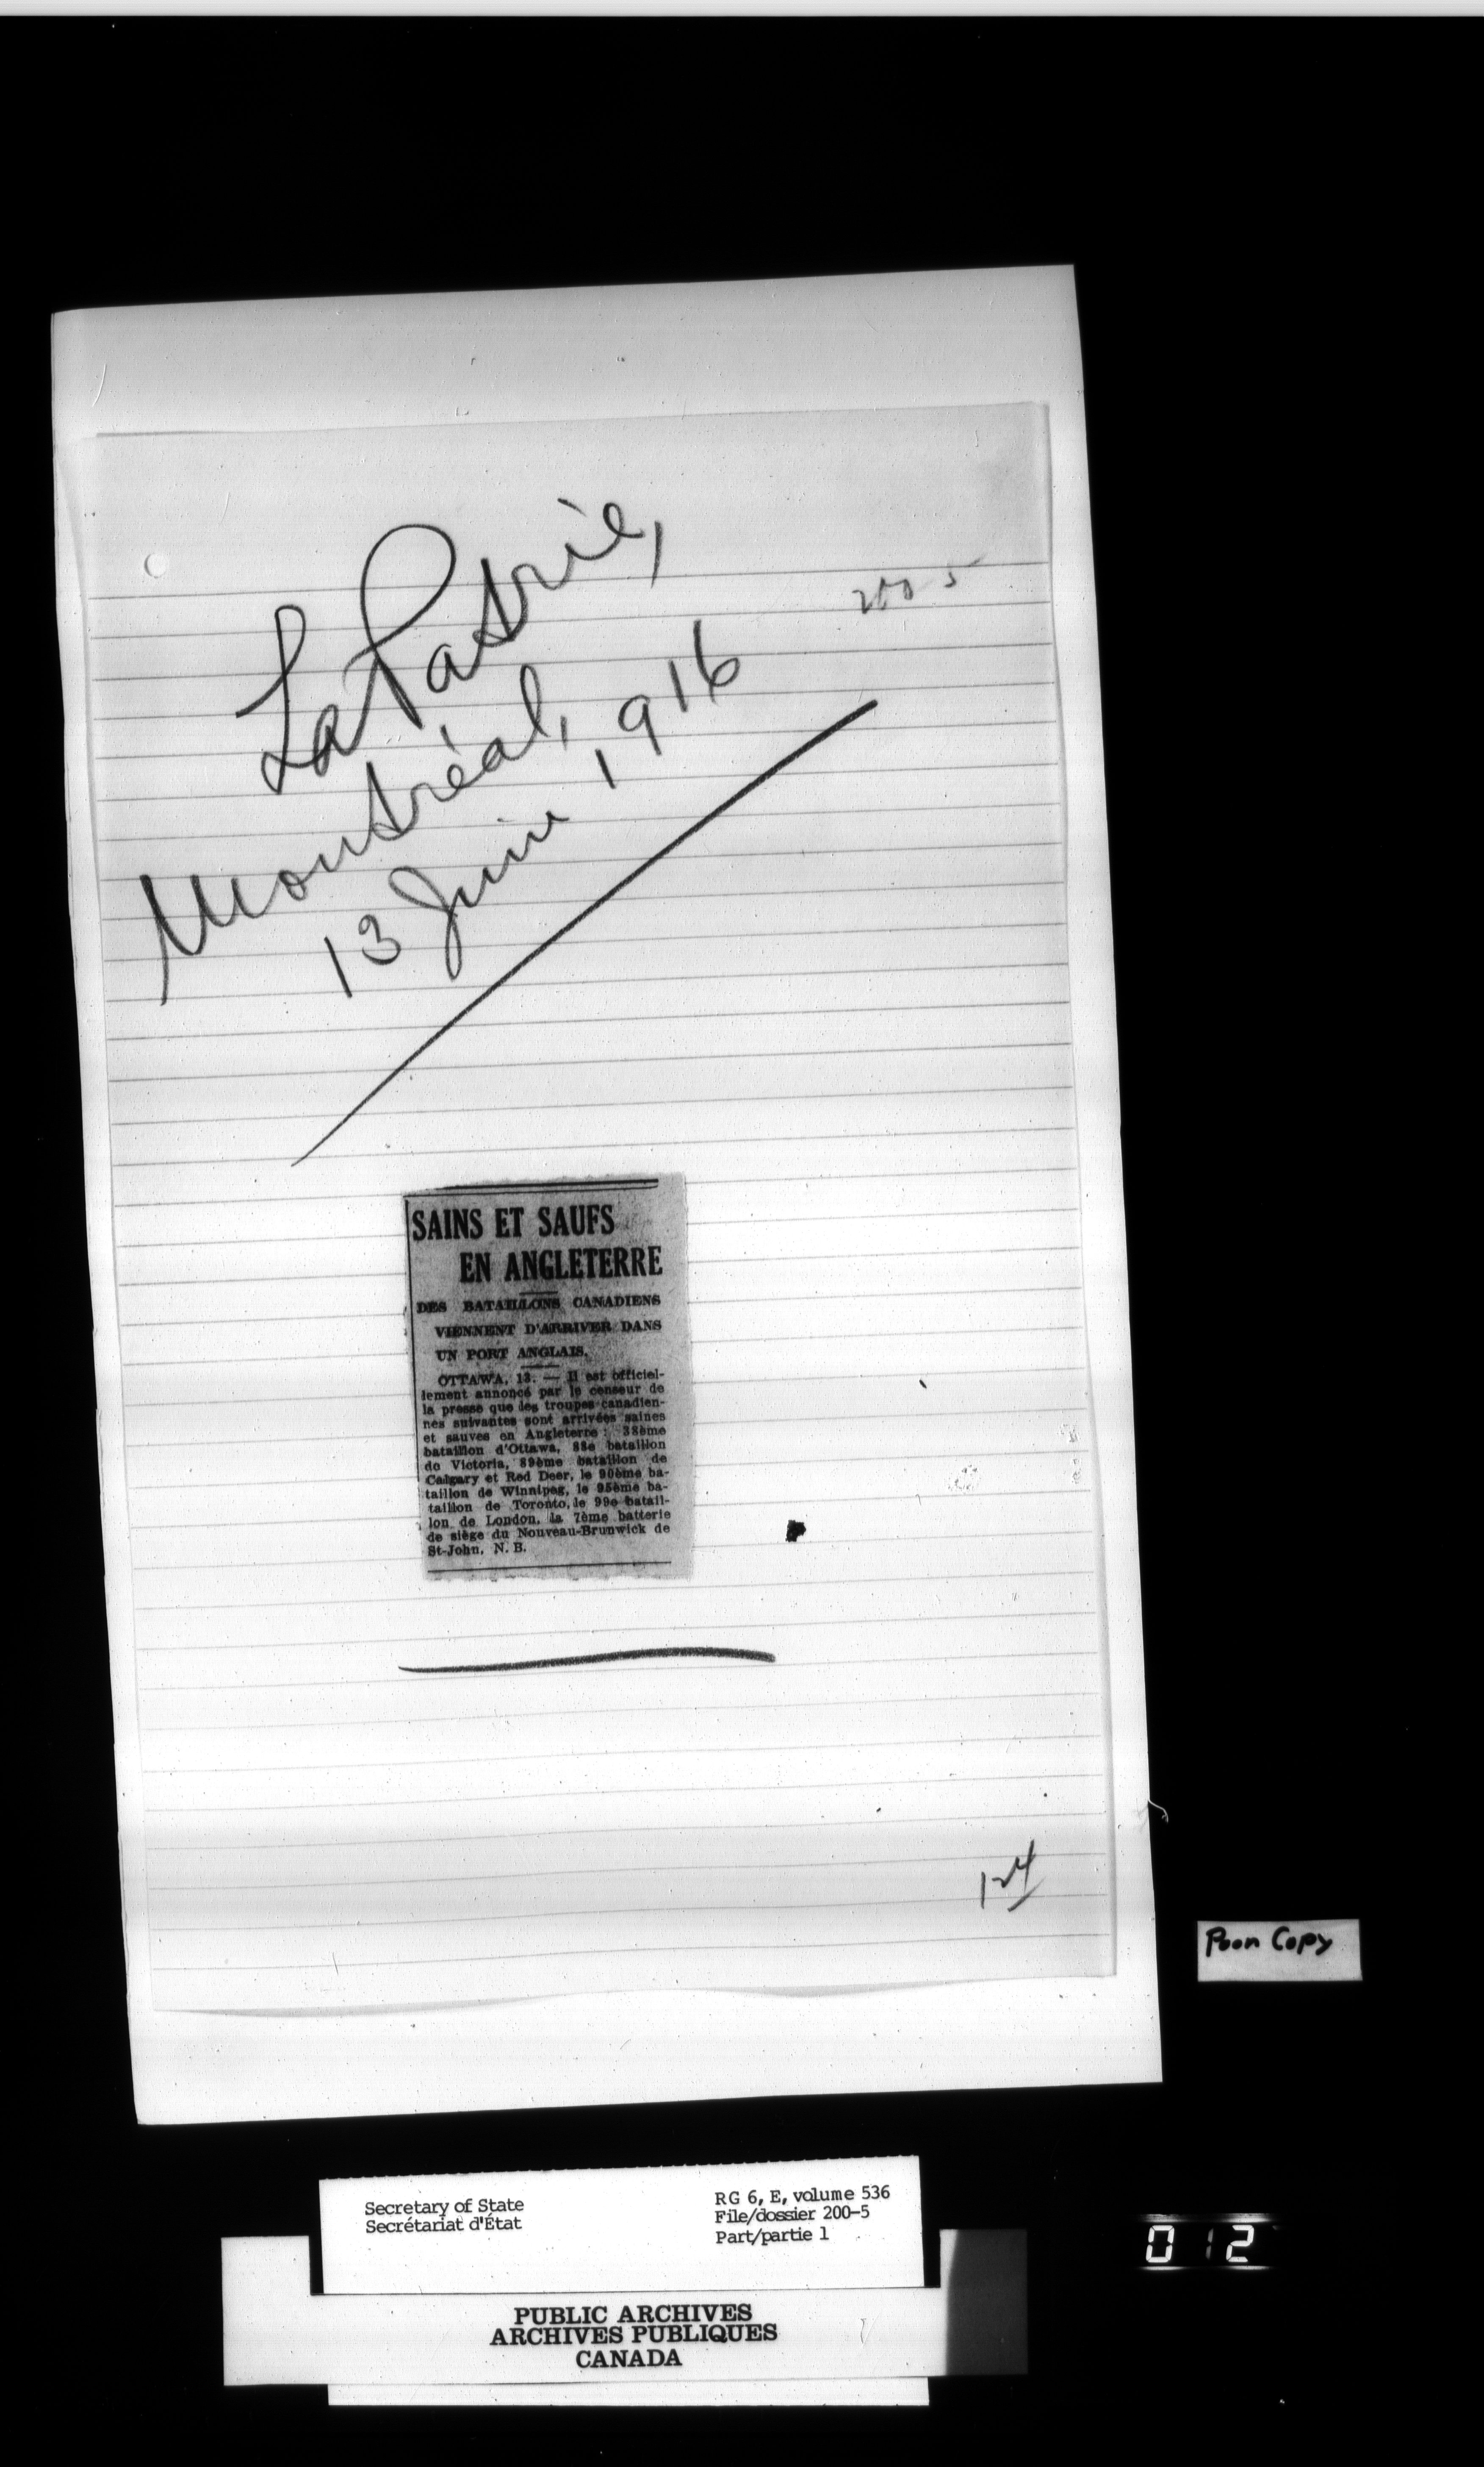 La Patrie,
200-5
Montréal,
13 Juin 1916
SAINS ET SAUFS
EN ANGLETERRE
DES BATAILLONS CANADIENS
VIENNENT D'ARRIVER DANS
UN PORT ANGLAIS.
OTTAWA, 13. — Il est officiel-
lement annoncé par le censeur de
la presse que les troupes canadien-
nes suivantes sont arrivées saines
et sauves en Angleterre : 38ème
bataillon d'Ottawa, 88e bataillon
de Victoria, 89ème bataillon de
Calgary et Red Deer, le 90ème ba-
taillon de Winnipeg, le 95ème ba-
taillon de Toronto, le 99e batail-
lon de London, la 7ème batterie
de siège du Nouveau-Brunwick de
St-John, N. B.
124
Poor Copy
Secretary of State
Secrétariat d'État
RG 6, E, volume 536
File/dossier 200-5
Part/partie 1
012
PUBLIC ARCHIVES
ARCHIVES PUBLIQUES
CANADA